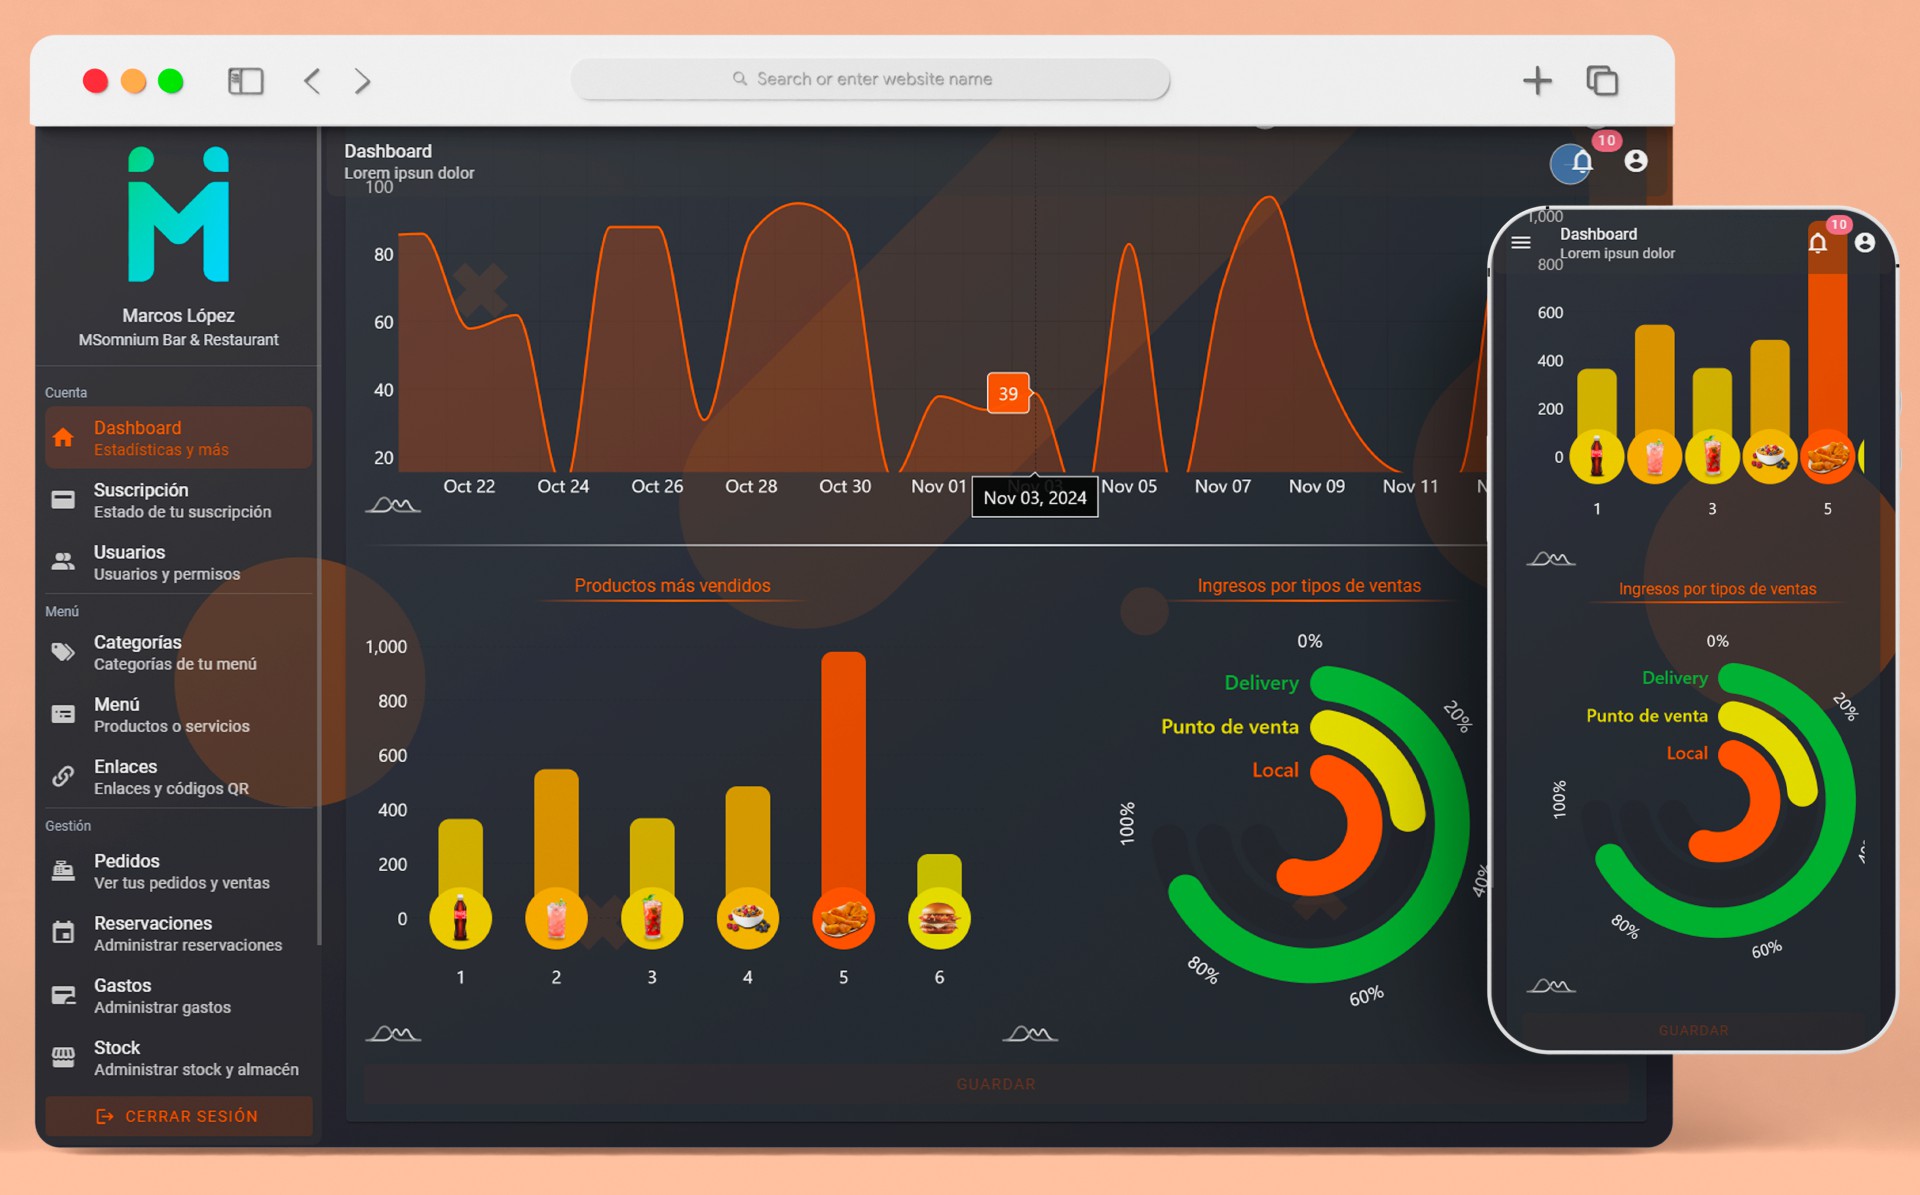 Search or enter website name
Marcos López
MSomnium Bar & Restaurant
Cuenta
Dashboard
Estadísticas y más
Suscripción
Estado de tu suscripción
Usuarios
Usuarios y permisos
Menú
Categorías
Categorías de tu menú
Menú
Productos o servicios
Enlaces
Enlaces y códigos QR
Gestión
Pedidos
Ver tus pedidos y ventas
Reservaciones
Administrar reservaciones
Gastos
Administrar gastos
Stock
Administrar stock y almacén
CERRAR SESIÓN
Dashboard
Lorem ipsun dolor
10
100
80
60
40
20
39
Oct 22 Oct 24 Oct 26 Oct 28 Oct 30 Nov 01 Nov 03 Nov 05 Nov 07 Nov 09 Nov 11
Nov 03, 2024
Productos más vendidos
1,000
800
600
400
200
0
1 2 3 4 5 6
Ingresos por tipos de ventas
0%
Delivery
Punto de venta
Local
20%
40%
60%
80%
100%
GUARDAR
1,000
Dashboard
Lorem ipsun dolor
10
800
600
400
200
0
1 3 5
Ingresos por tipos de ventas
0%
Delivery
Punto de venta
Local
20%
60%
80%
100%
GUARDAR